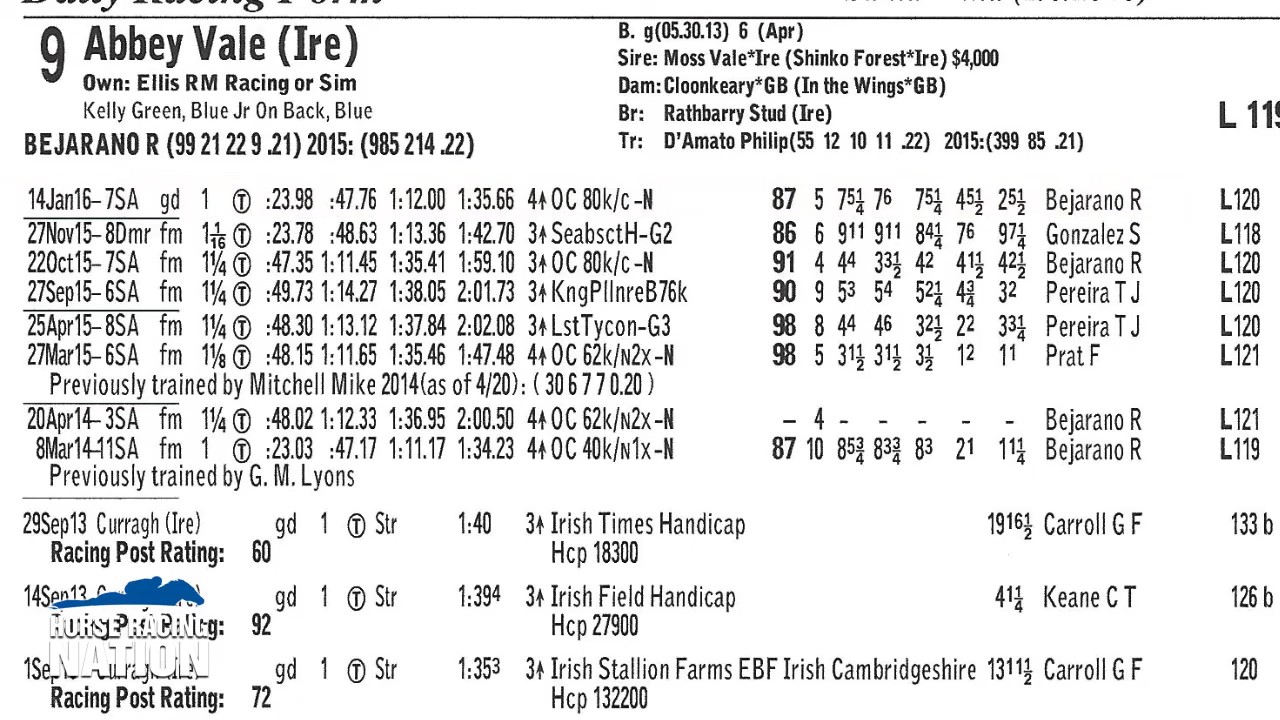 Daily Racing Form
9 Abbey Vale (Ire)
Own: Ellis RM Racing or Sim
Kelly Green, Blue Jr On Back, Blue
BEJARANO R (99 21 22 9 .21) 2015: (985 214 .22)
B. g(05.30.13) 6 (Apr)
Sire: Moss Vale*Ire (Shinko Forest*Ire) $4,000
Dam: Cloonkeary*GB (In the Wings*GB)
Br: Rathbarry Stud (Ire)
Tr: D'Amato Philip(55 12 10 11 .22) 2015:(399 85 .21)
L 119
14Jan16–7SA gd 1 Ⓣ :23.98 :47.76 1:12.00 1:35.66 4↑ OC 80k/c -N 87 5 75¼ 76 75¼ 45½ 25½ Bejarano R L120
27Nov15–8Dmr fm 1 1/16 Ⓣ :23.78 :48.63 1:13.36 1:42.70 3↑ SeabsctH-G2 86 6 911 911 84¼ 76 97¼ Gonzalez S L118
22Oct15–7SA fm 1¼ Ⓣ :47.35 1:11.45 1:35.41 1:59.10 3↑ OC 80k/c -N 91 4 44 33½ 42 41½ 42½ Bejarano R L120
27Sep15–6SA fm 1¼ Ⓣ :49.73 1:14.27 1:38.05 2:01.73 3↑ KngPlInreB76k 90 9 53 54 52¼ 4¾ 32 Pereira T J L120
25Apr15–8SA fm 1¼ Ⓣ :48.30 1:13.12 1:37.84 2:02.08 3↑ LstTycon-G3 98 8 44 46 32½ 22 33¼ Pereira T J L120
27Mar15–6SA fm 1⅛ Ⓣ :48.15 1:11.65 1:35.46 1:47.48 4↑ OC 62k/N2x -N 98 5 31½ 31½ 3½ 12 11 Prat F L121
Previously trained by Mitchell Mike 2014(as of 4/20): ( 30 6 7 7 0.20 )
20Apr14–3SA fm 1¼ Ⓣ :48.02 1:12.33 1:36.95 2:00.50 4↑ OC 62k/N2x -N – 4 - - - - - Bejarano R L121
8Mar14–11SA fm 1 Ⓣ :23.03 :47.17 1:11.17 1:34.23 4↑ OC 40k/N1x -N 87 10 85¾ 83¾ 83 21 11¼ Bejarano R L119
Previously trained by G. M. Lyons
29Sep13 Curragh (Ire) gd 1 Ⓣ Str 1:40 3↑ Irish Times Handicap 1916½ Carroll G F 133 b
Racing Post Rating: 60 Hcp 18300
14Sep13 gd 1 Ⓣ Str 1:394 3↑ Irish Field Handicap 41¼ Keane C T 126 b
92 Hcp 27900
HORSE RACING
NATION
1Sep gd 1 Ⓣ Str 1:353 3↑ Irish Stallion Farms EBF Irish Cambridgeshire 1311½ Carroll G F 120
Racing Post Rating: 72 Hcp 132200